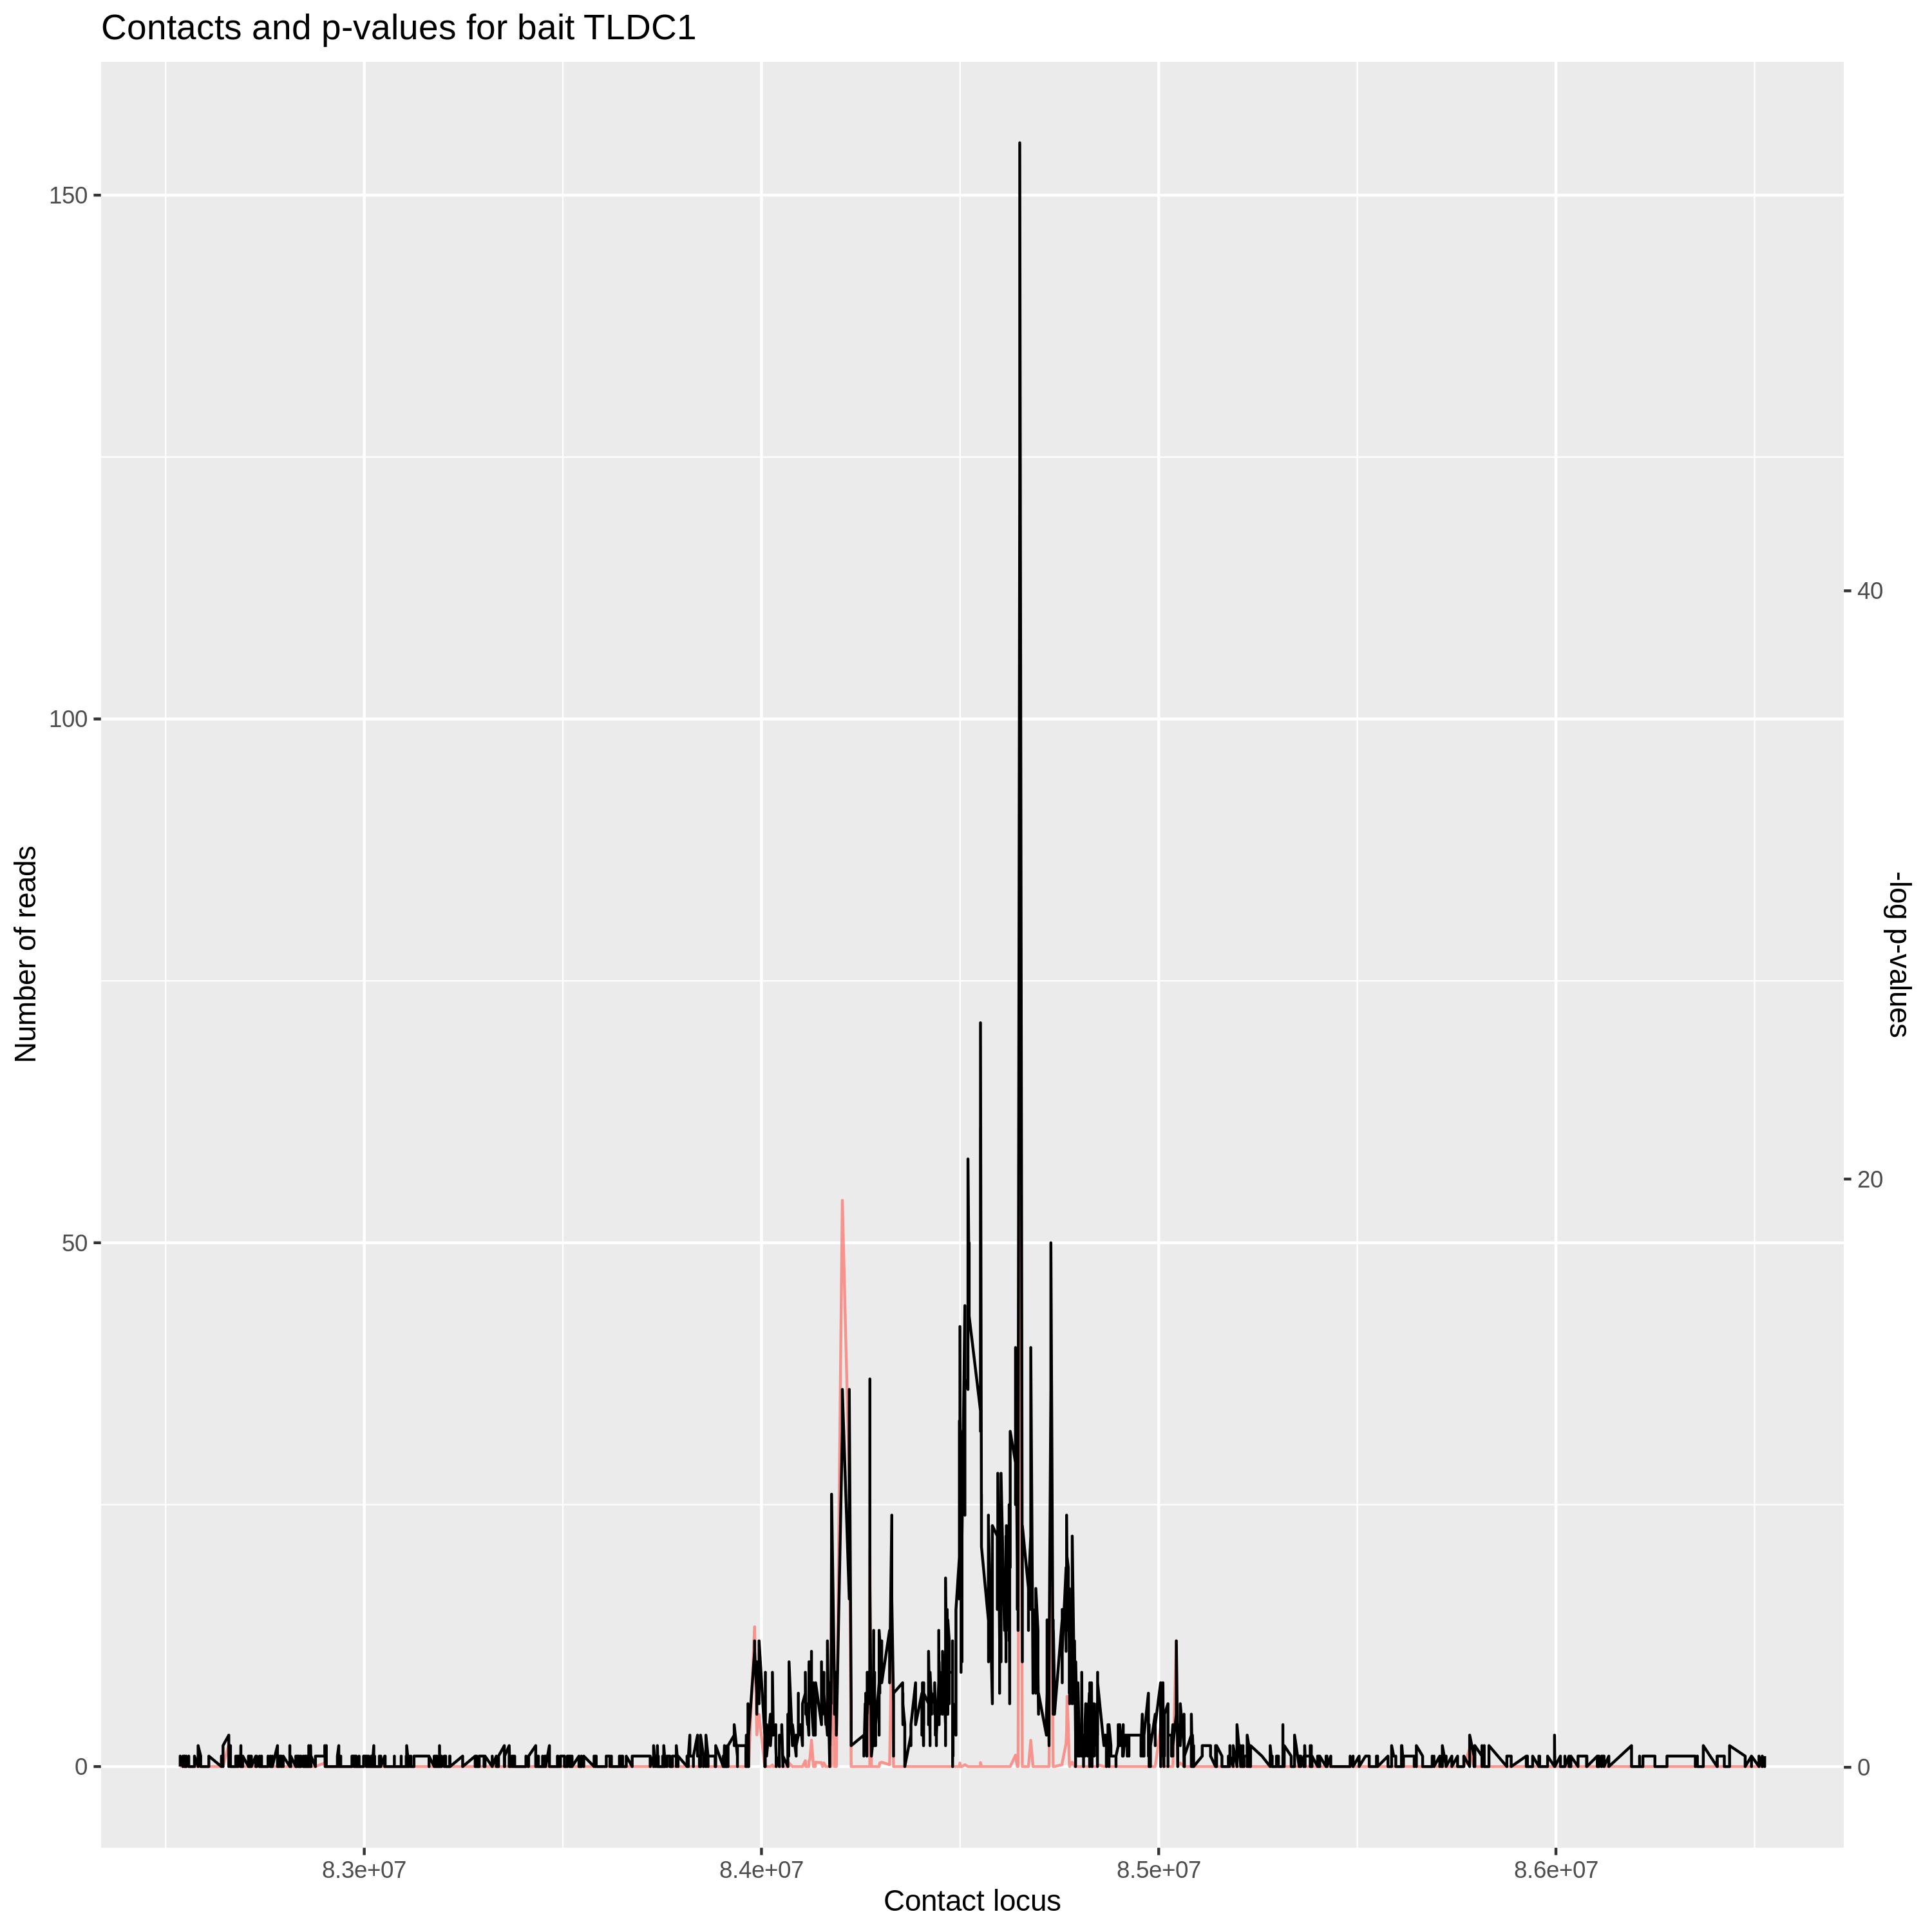 Contacts and p-values for bait TLDC1
150
100
50
0
Number of reads
40
20
0
-log p-values
8.3e+07
8.4e+07
8.5e+07
8.6e+07
Contact locus